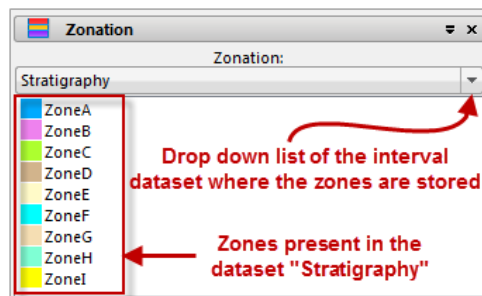 Zonation
Zonation:
Stratigraphy
ZoneA
ZoneB
ZoneC
ZoneD
ZoneE
ZoneF
ZoneG
ZoneH
ZoneI
Drop down list of the interval
dataset where the zones are stored
Zones present in the
dataset "Stratigraphy"